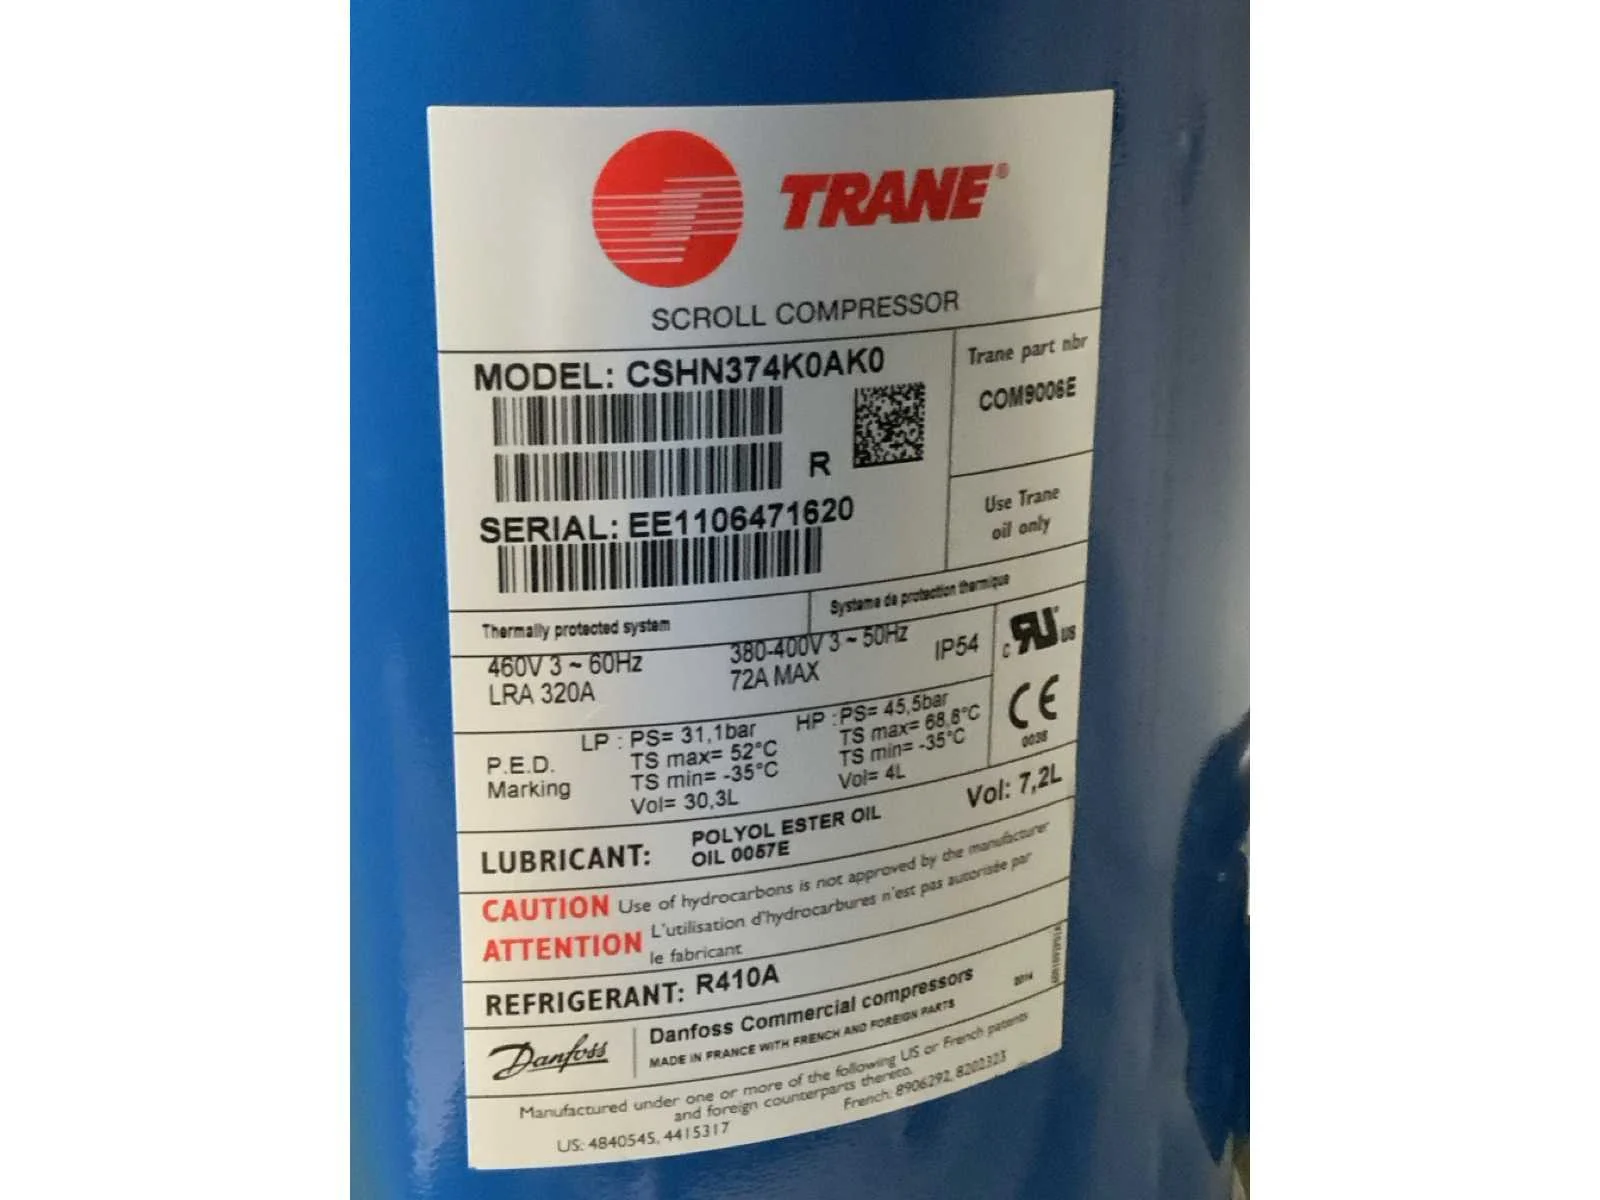 TRANE®
SCROLL COMPRESSOR
MODEL: CSHN374K0AK0
Trane part nbr
COM9006E
R
SERIAL: EE1106471620
Use Trane
oil only
Thermally protected system
Systeme de protection thermique
460V 3 ~ 60Hz
LRA 320A
380-400V 3 ~ 50Hz
72A MAX
IP54
c RU US
CE
0038
P.E.D.
Marking
LP : PS= 31,1bar
TS max= 52°C
TS min= -35°C
Vol= 30,3L
HP : PS= 45,5bar
TS max= 68,8°C
TS min= -35°C
Vol= 4L
LUBRICANT:
POLYOL ESTER OIL
OIL 0057E
Vol: 7,2L
CAUTION Use of hydrocarbons is not approved by the manufacturer
ATTENTION L'utilisation d'hydrocarbures n'est pas autorisée par
le fabricant
REFRIGERANT: R410A
Danfoss
Danfoss Commercial compressors
MADE IN FRANCE WITH FRENCH AND FOREIGN PARTS
Manufactured under one or more of the following US or French patents
and foreign counterparts thereto.
US: 4840545, 4415317
French: 8906292, 8202323